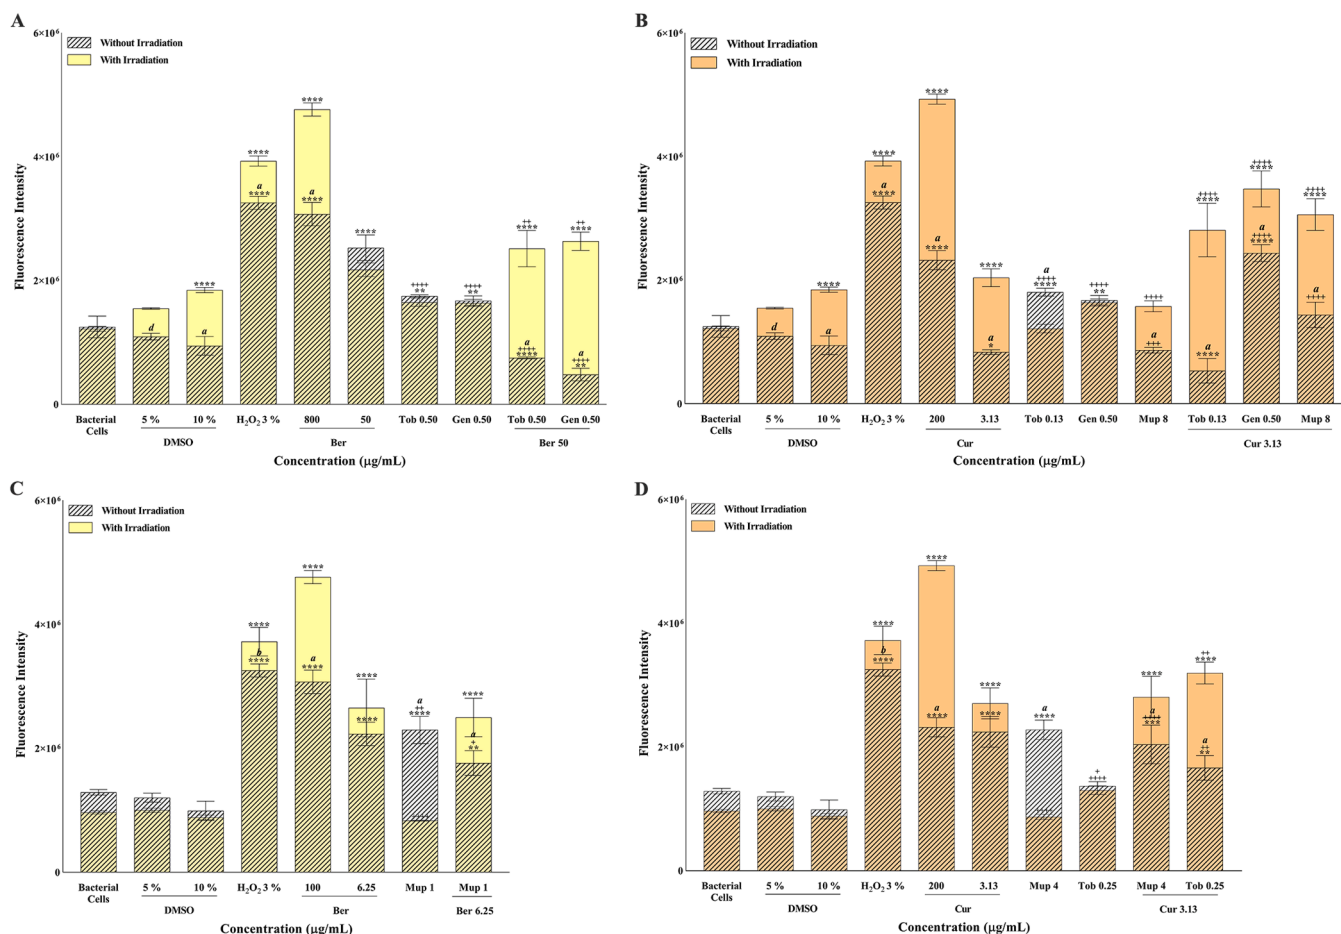 A
6×10⁶
Without Irradiation
With Irradiation
****
****
4×10⁶
****
a
****
a
****
****
++
****
++
****
Fluorescence Intensity
2×10⁶
****
++++
**
++++
**
d
a
a
++++
****
a
++++
**
0
Bacterial Cells
5 %
10 %
H₂O₂ 3 %
800
50
Tob 0.50
Gen 0.50
Tob 0.50
Gen 0.50
DMSO
Ber
Ber 50
Concentration (µg/mL)
B
6×10⁶
Without Irradiation
With Irradiation
****
****
4×10⁶
++++
****
a
****
++++
****
++++
****
Fluorescence Intensity
a
****
a
++++
****
****
2×10⁶
****
a
++++
****
++++
**
++++
a
++++
d
a
a
*
a
+++
a
****
0
Bacterial Cells
5 %
10 %
H₂O₂ 3 %
200
3.13
Tob 0.13
Gen 0.50
Mup 8
Tob 0.13
Gen 0.50
Mup 8
DMSO
Cur
Cur 3.13
Concentration (µg/mL)
C
6×10⁶
Without Irradiation
With Irradiation
****
4×10⁶
****
b
****
a
****
****
****
a
++
****
****
Fluorescence Intensity
2×10⁶
a
+
**
++++
0
Bacterial Cells
5 %
10 %
H₂O₂ 3 %
100
6.25
Mup 1
Mup 1
DMSO
Ber
Ber 6.25
Concentration (µg/mL)
D
6×10⁶
Without Irradiation
With Irradiation
****
4×10⁶
****
b
****
a
****
****
****
a
****
****
a
++++
***
++
****
Fluorescence Intensity
2×10⁶
a
++
**
++++
+
++++
0
Bacterial Cells
5 %
10 %
H₂O₂ 3 %
200
3.13
Mup 4
Tob 0.25
Mup 4
Tob 0.25
DMSO
Cur
Cur 3.13
Concentration (µg/mL)